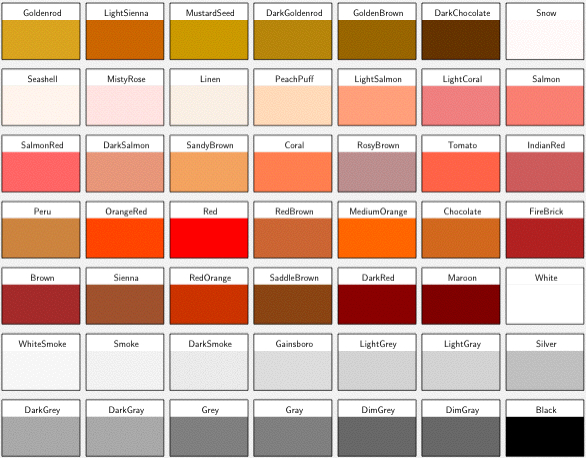 Goldenrod LightSienna MustardSeed DarkGoldenrod GoldenBrown DarkChocolate Snow
Seashell MistyRose Linen PeachPuff LightSalmon LightCoral Salmon
SalmonRed DarkSalmon SandyBrown Coral RosyBrown Tomato IndianRed
Peru OrangeRed Red RedBrown MediumOrange Chocolate FireBrick
Brown Sienna RedOrange SaddleBrown DarkRed Maroon White
WhiteSmoke Smoke DarkSmoke Gainsboro LightGrey LightGray Silver
DarkGrey DarkGray Grey Gray DimGrey DimGray Black